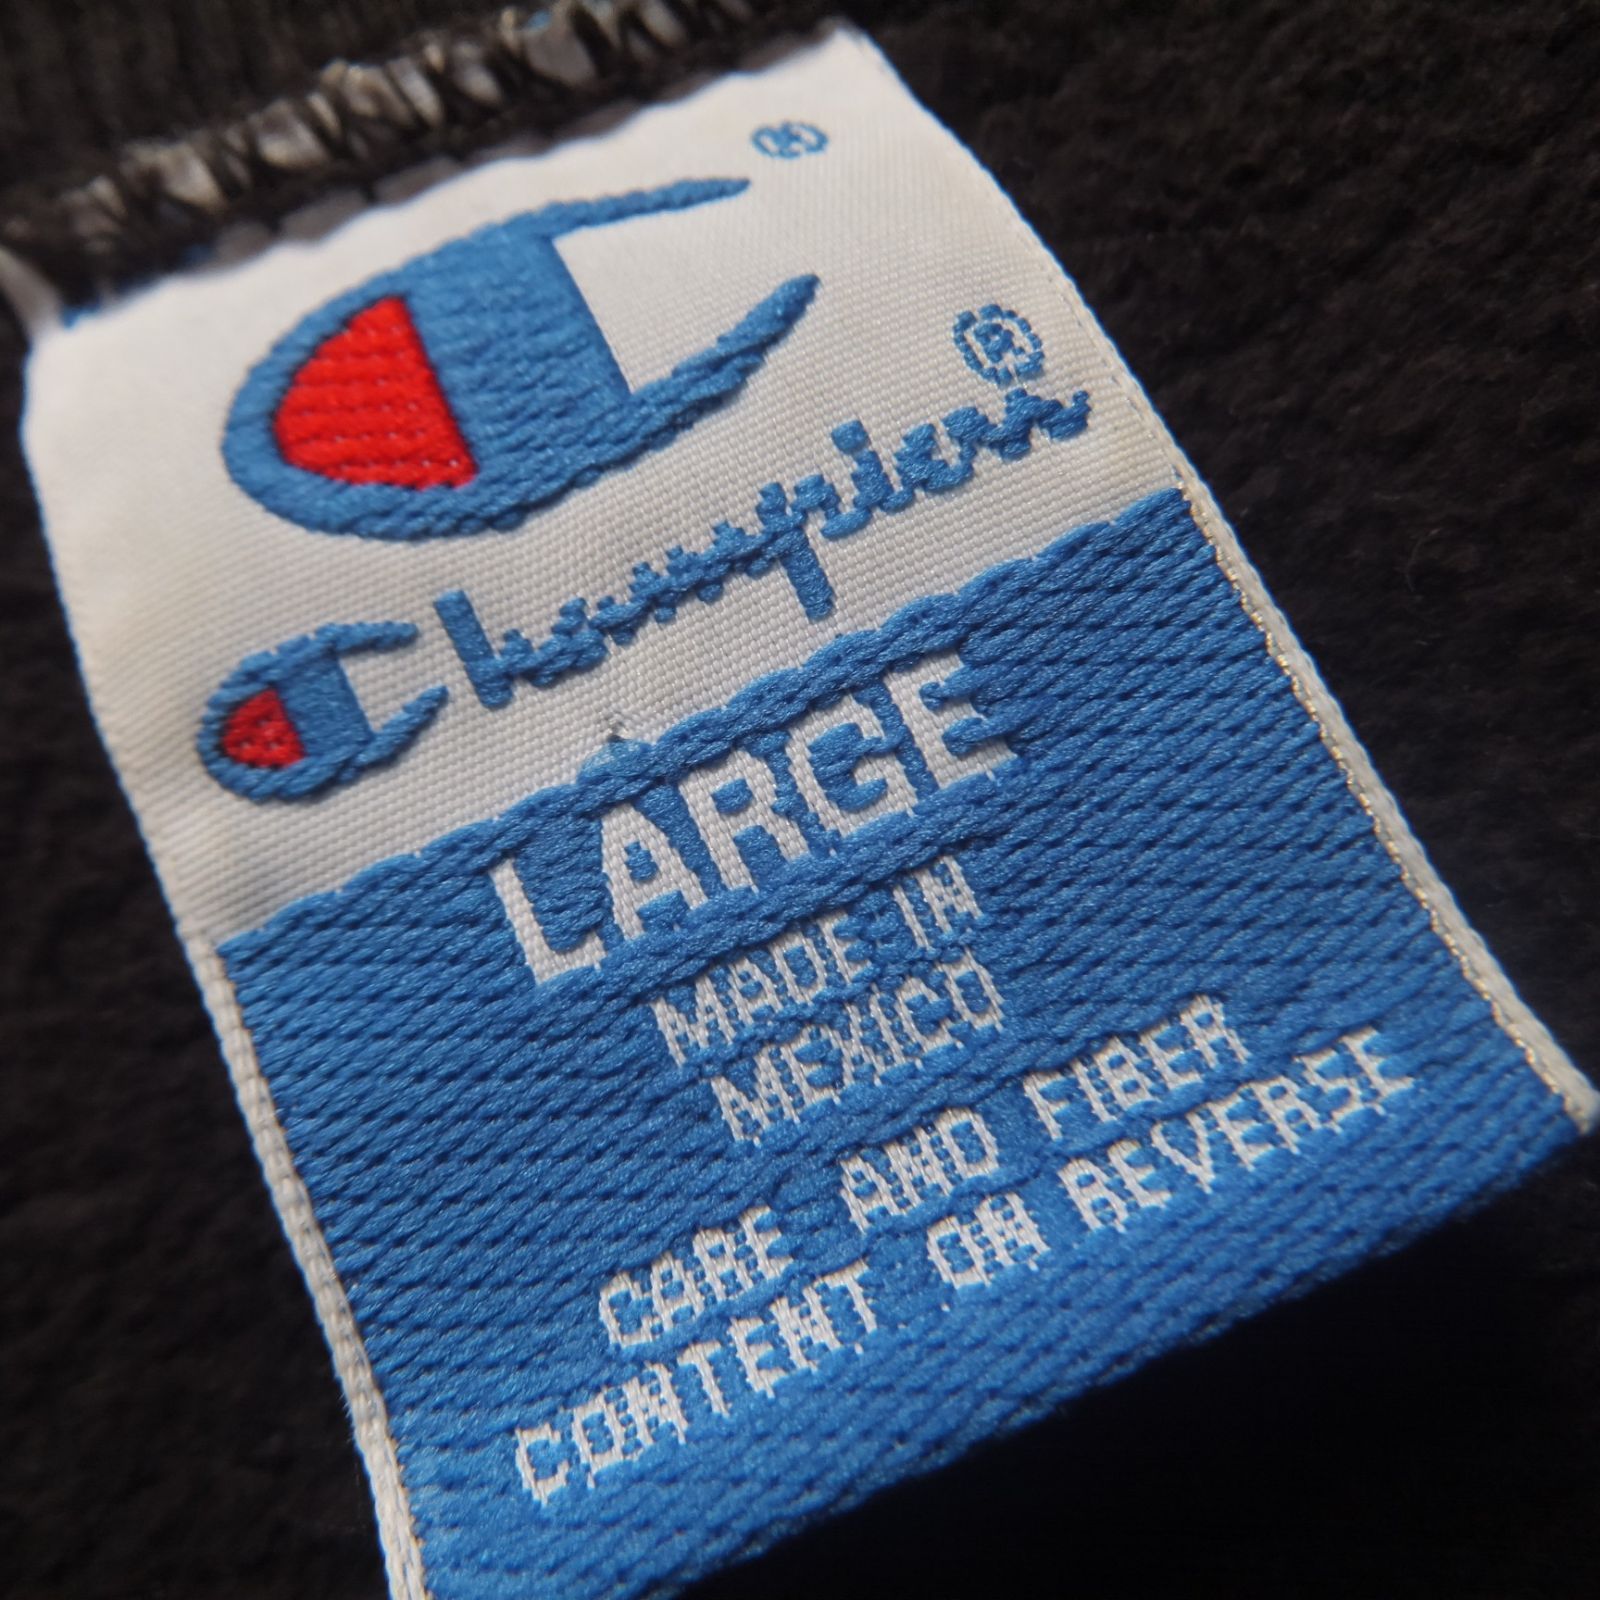 ®
Champion®
LARGE
MADE IN
MEXICO
CARE AND FIBER
CONTENT ON REVERSE